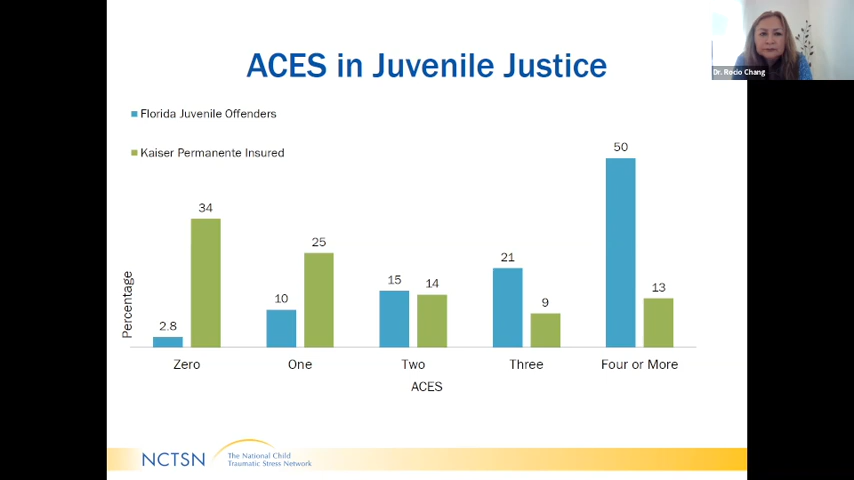 ACES in Juvenile Justice
Dr. Rocio Chang
Florida Juvenile Offenders
Kaiser Permanente Insured
50
34
25
21
15
14
13
10
9
2.8
Percentage
Zero
One
Two
Three
Four or More
ACES
NCTSN
The National Child
Traumatic Stress Network